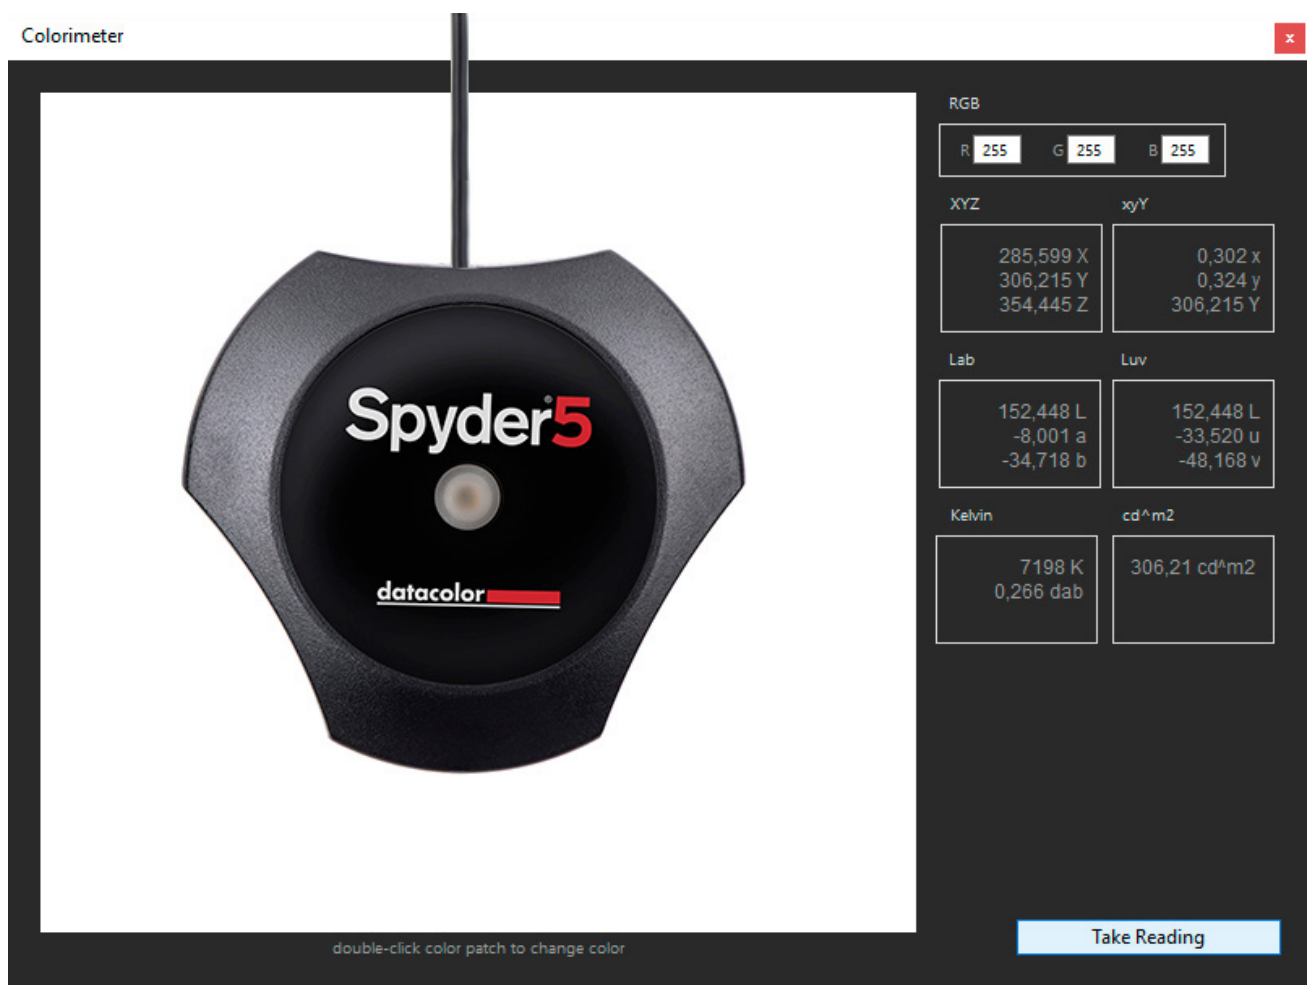 Colorimeter
x
Spyder®5
datacolor
double-click color patch to change color
RGB
R 255 G 255 B 255
XYZ
285,599 X
306,215 Y
354,445 Z
xyY
0,302 x
0,324 y
306,215 Y
Lab
152,448 L
-8,001 a
-34,718 b
Luv
152,448 L
-33,520 u
-48,168 v
Kelvin
7198 K
0,266 dab
cd^m2
306,21 cd^m2
Take Reading